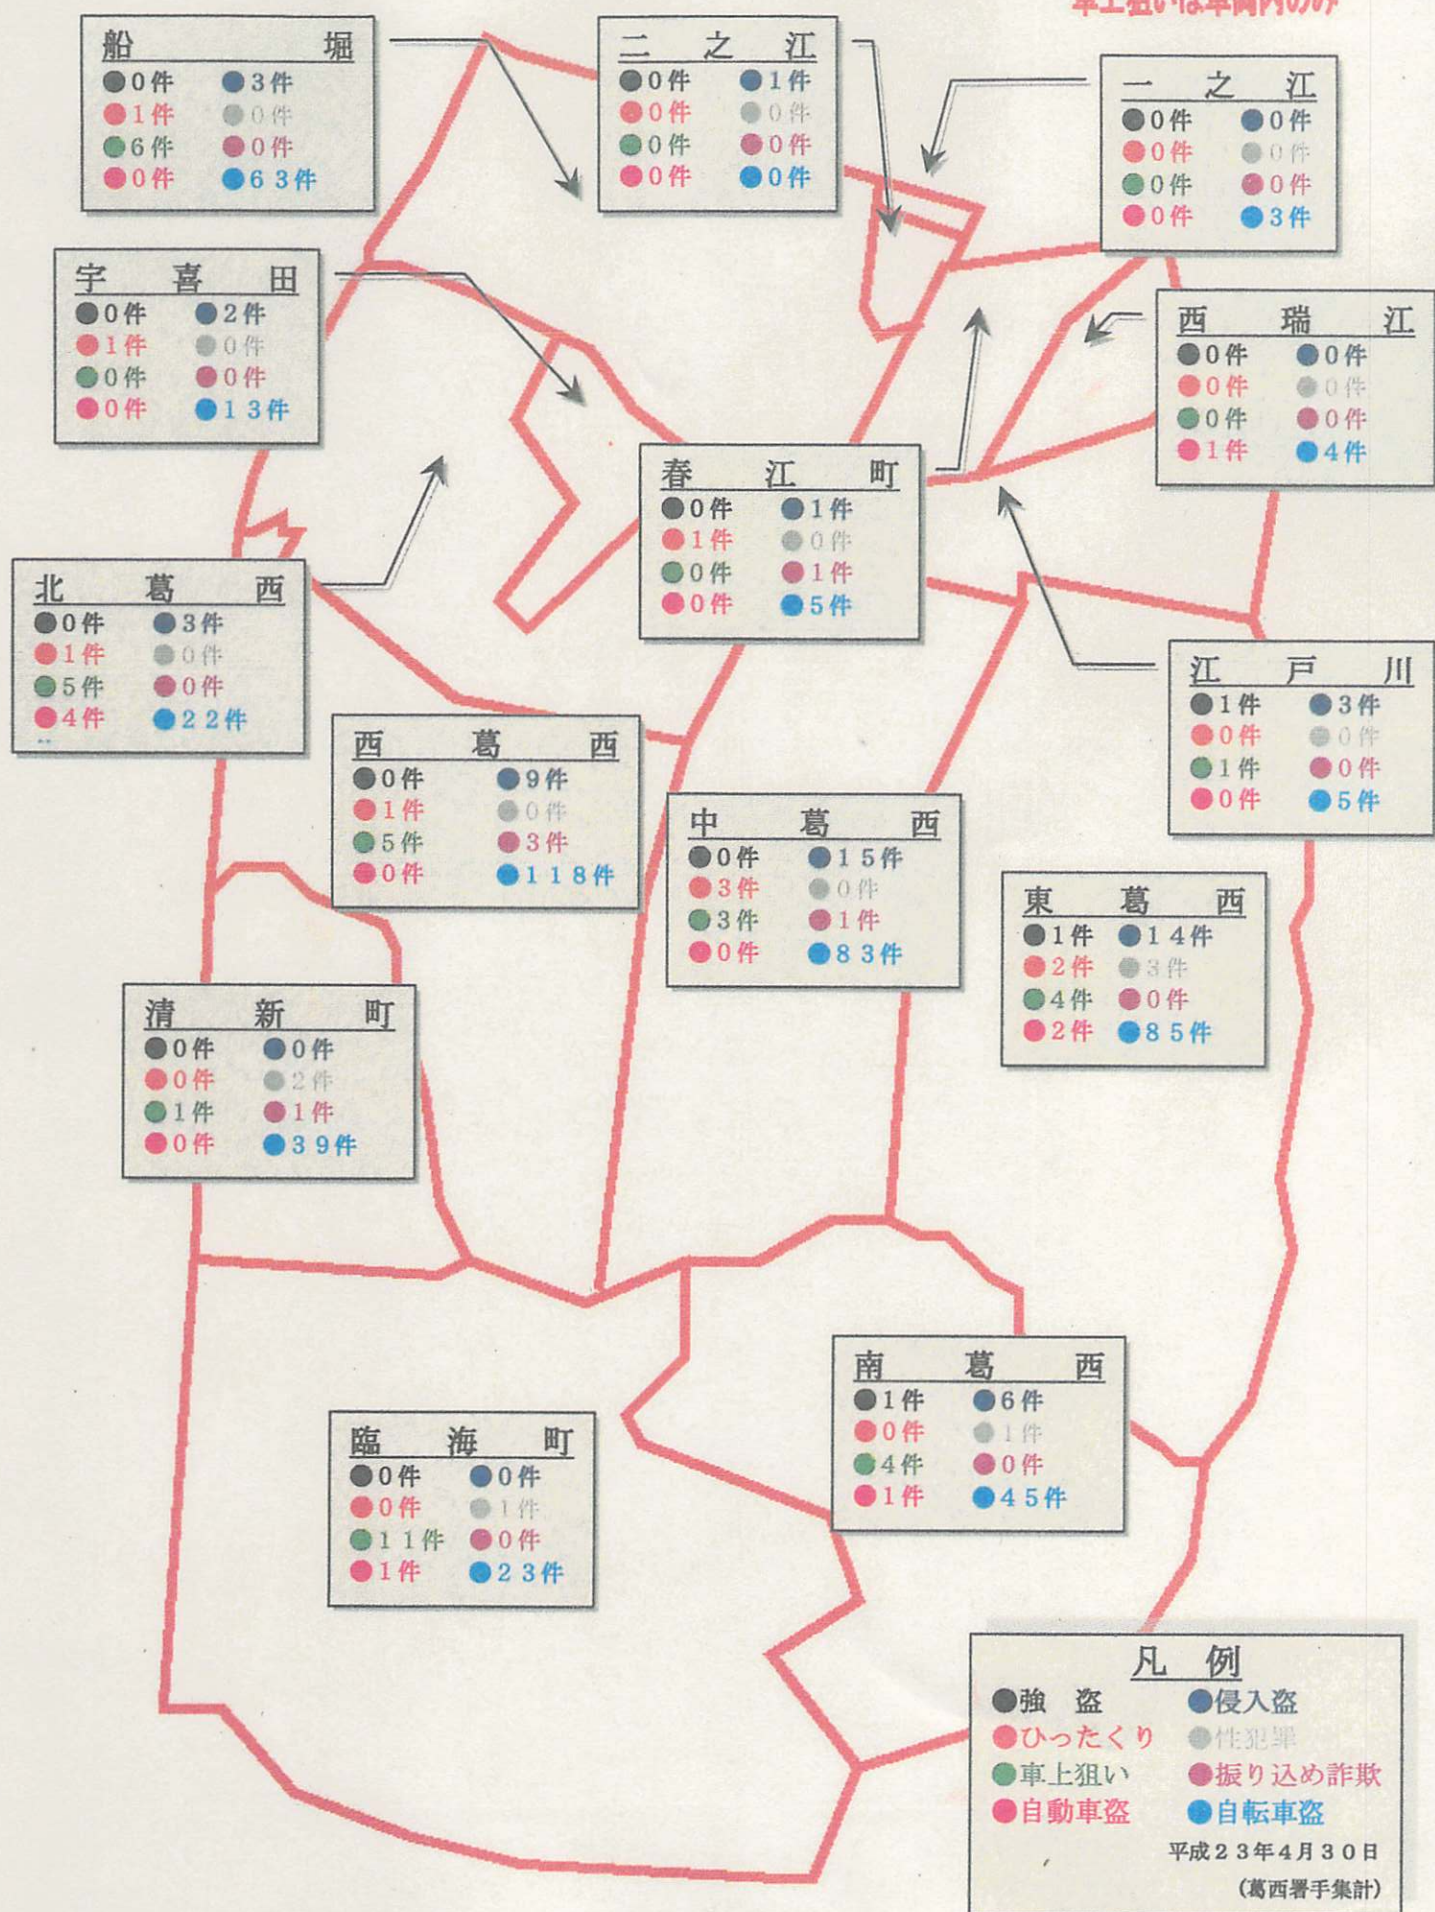 車上狙いは車両内のみ
船堀
●0件 ●3件
●1件 ●0件
●6件 ●0件
●0件 ●63件
二之江
●0件 ●1件
●0件 ●0件
●0件 ●0件
●0件 ●0件
一之江
●0件 ●0件
●0件 ●0件
●0件 ●0件
●0件 ●3件
宇喜田
●0件 ●2件
●1件 ●0件
●0件 ●0件
●0件 ●13件
西瑞江
●0件 ●0件
●0件 ●0件
●0件 ●0件
●1件 ●4件
春江町
●0件 ●1件
●1件 ●0件
●0件 ●1件
●0件 ●5件
北葛西
●0件 ●3件
●1件 ●0件
●5件 ●0件
●4件 ●22件
江戸川
●1件 ●3件
●0件 ●0件
●1件 ●0件
●0件 ●5件
西葛西
●0件 ●9件
●1件 ●0件
●5件 ●3件
●0件 ●118件
中葛西
●0件 ●15件
●3件 ●0件
●3件 ●1件
●0件 ●83件
東葛西
●1件 ●14件
●2件 ●3件
●4件 ●0件
●2件 ●85件
清新町
●0件 ●0件
●0件 ●2件
●1件 ●1件
●0件 ●39件
南葛西
●1件 ●6件
●0件 ●1件
●4件 ●0件
●1件 ●45件
臨海町
●0件 ●0件
●0件 ●1件
●11件 ●0件
●1件 ●23件
凡例
●強盗 ●侵入盗
●ひったくり ●性犯罪
●車上狙い ●振り込め詐欺
●自動車盗 ●自転車盗
平成23年4月30日
(葛西署手集計)